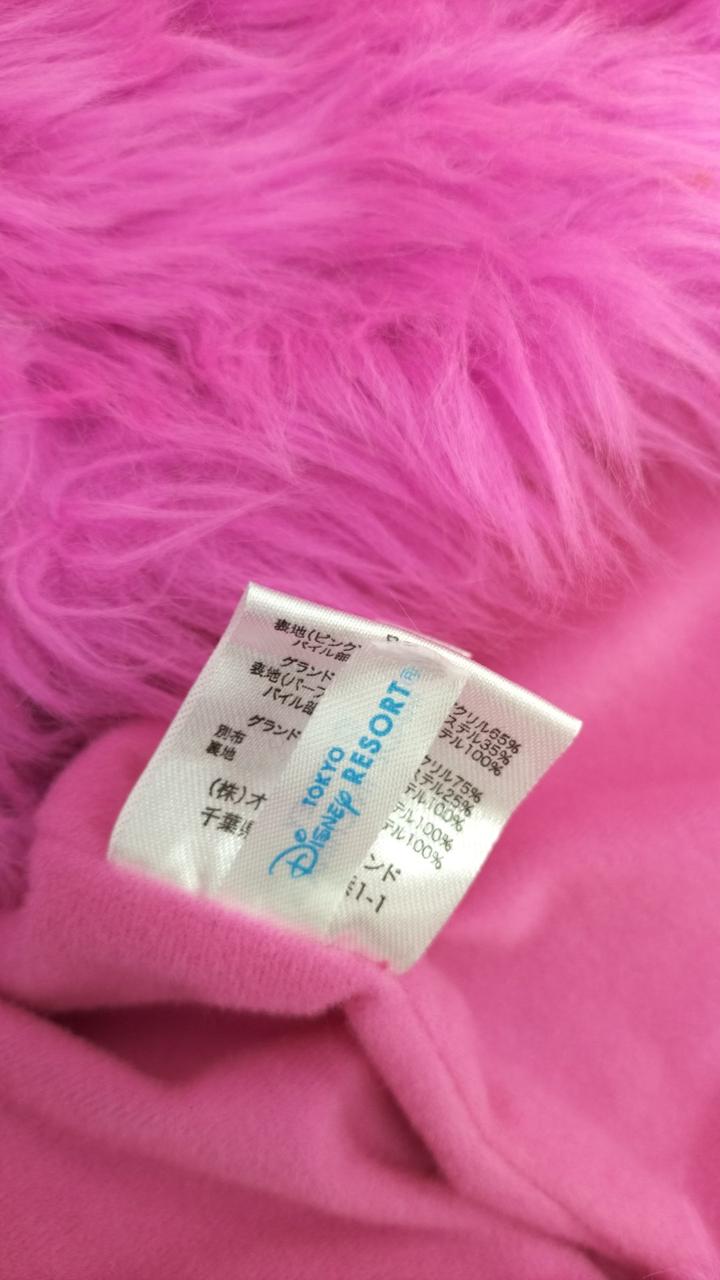 表地(ピンク
パイル部
グランド
表地(パープ
パイル部
グランド
別布
裏地
(株)オ
千葉県
クリル65%
ステル35%
テル100%
クリル75%
ステル25%
テル100%
テル100%
テル100%
ンド
1-1
TOKYO
Disney RESORT